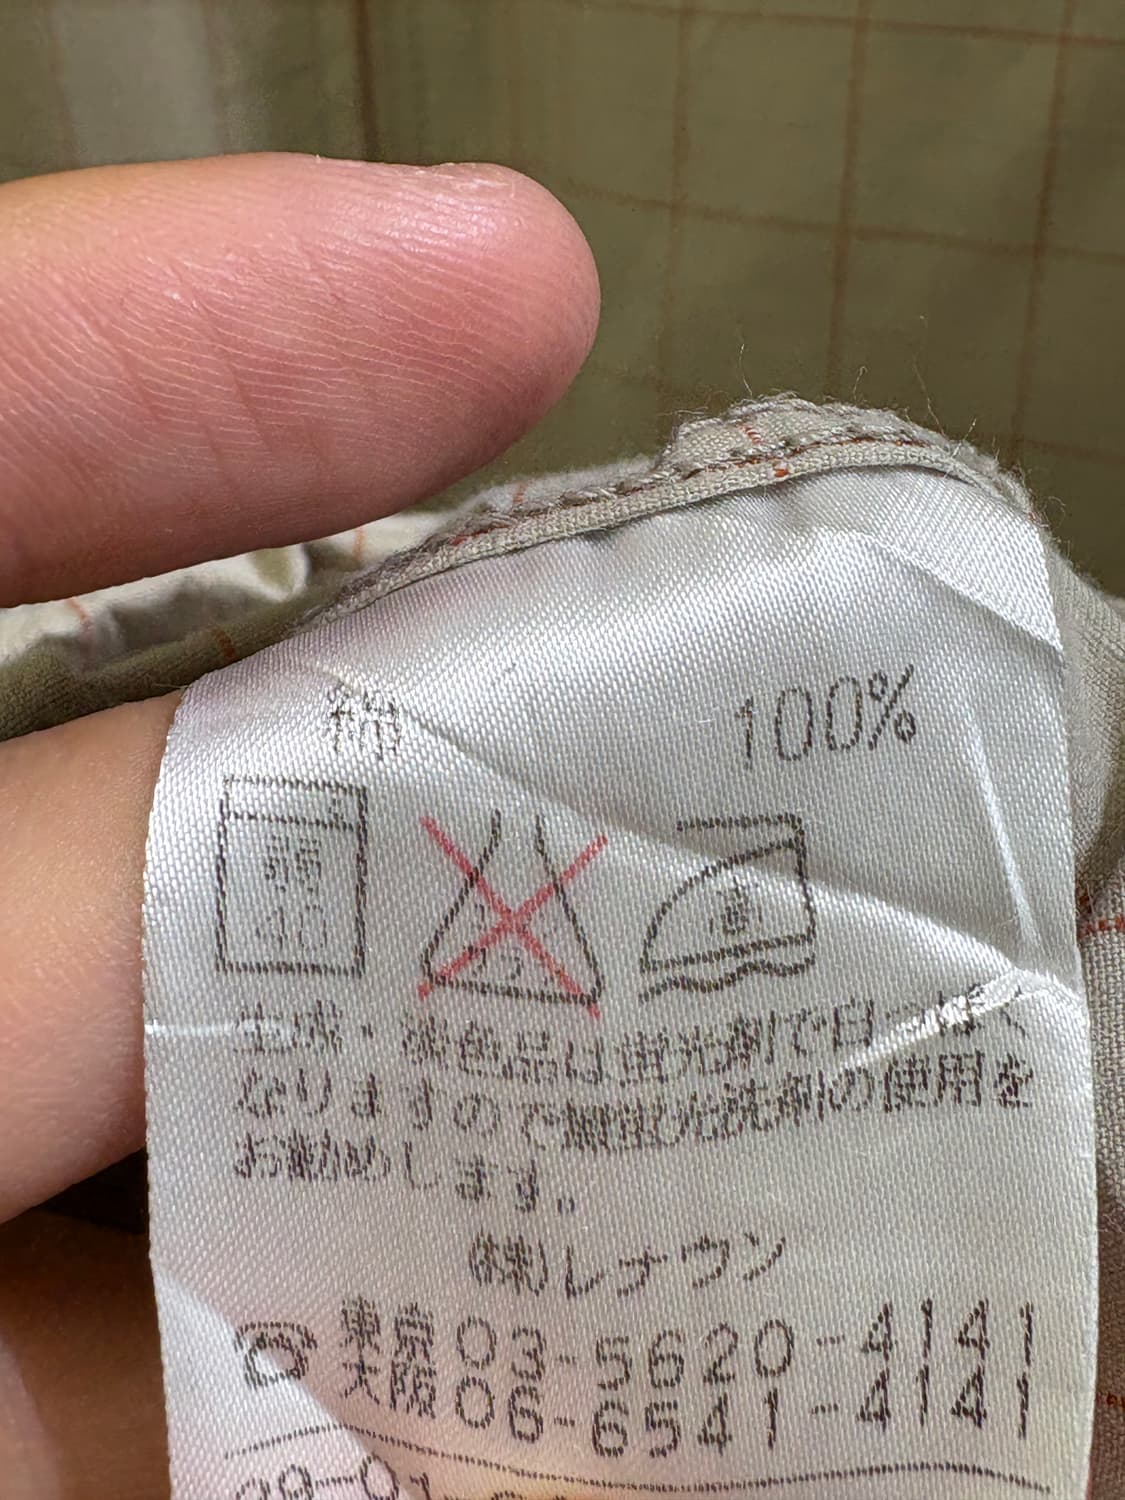 綿 100%
弱
40
中
生成・淡色品は蛍光剤で白っぽく
なりますので無蛍光洗剤の使用を
お勧めします。
(株)レナウン
☎ 東京 03-5620-4141
大阪 06-6541-4141